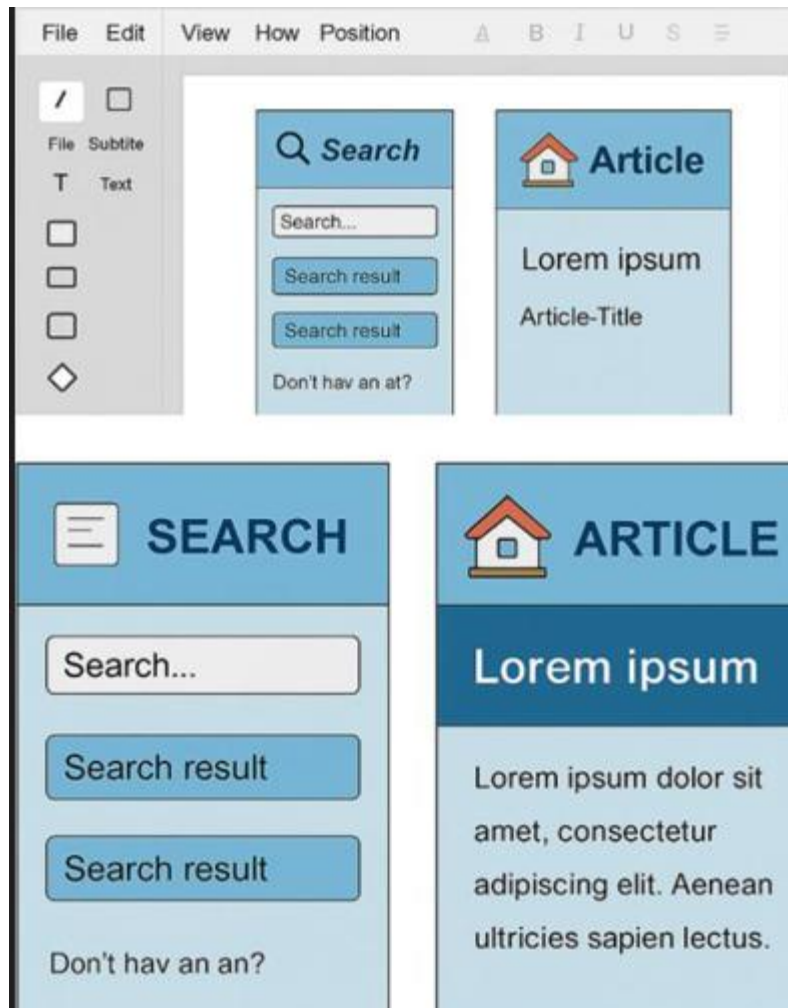 File Edit View How Position A B I U S
File Subtite
T Text
Search
Search...
Search result
Search result
Don't hav an at?
Article
Lorem ipsum
Article-Title
SEARCH
Search...
Search result
Search result
Don't hav an an?
ARTICLE
Lorem ipsum
Lorem ipsum dolor sit
amet, consectetur
adipiscing elit. Aenean
ultricies sapien lectus.